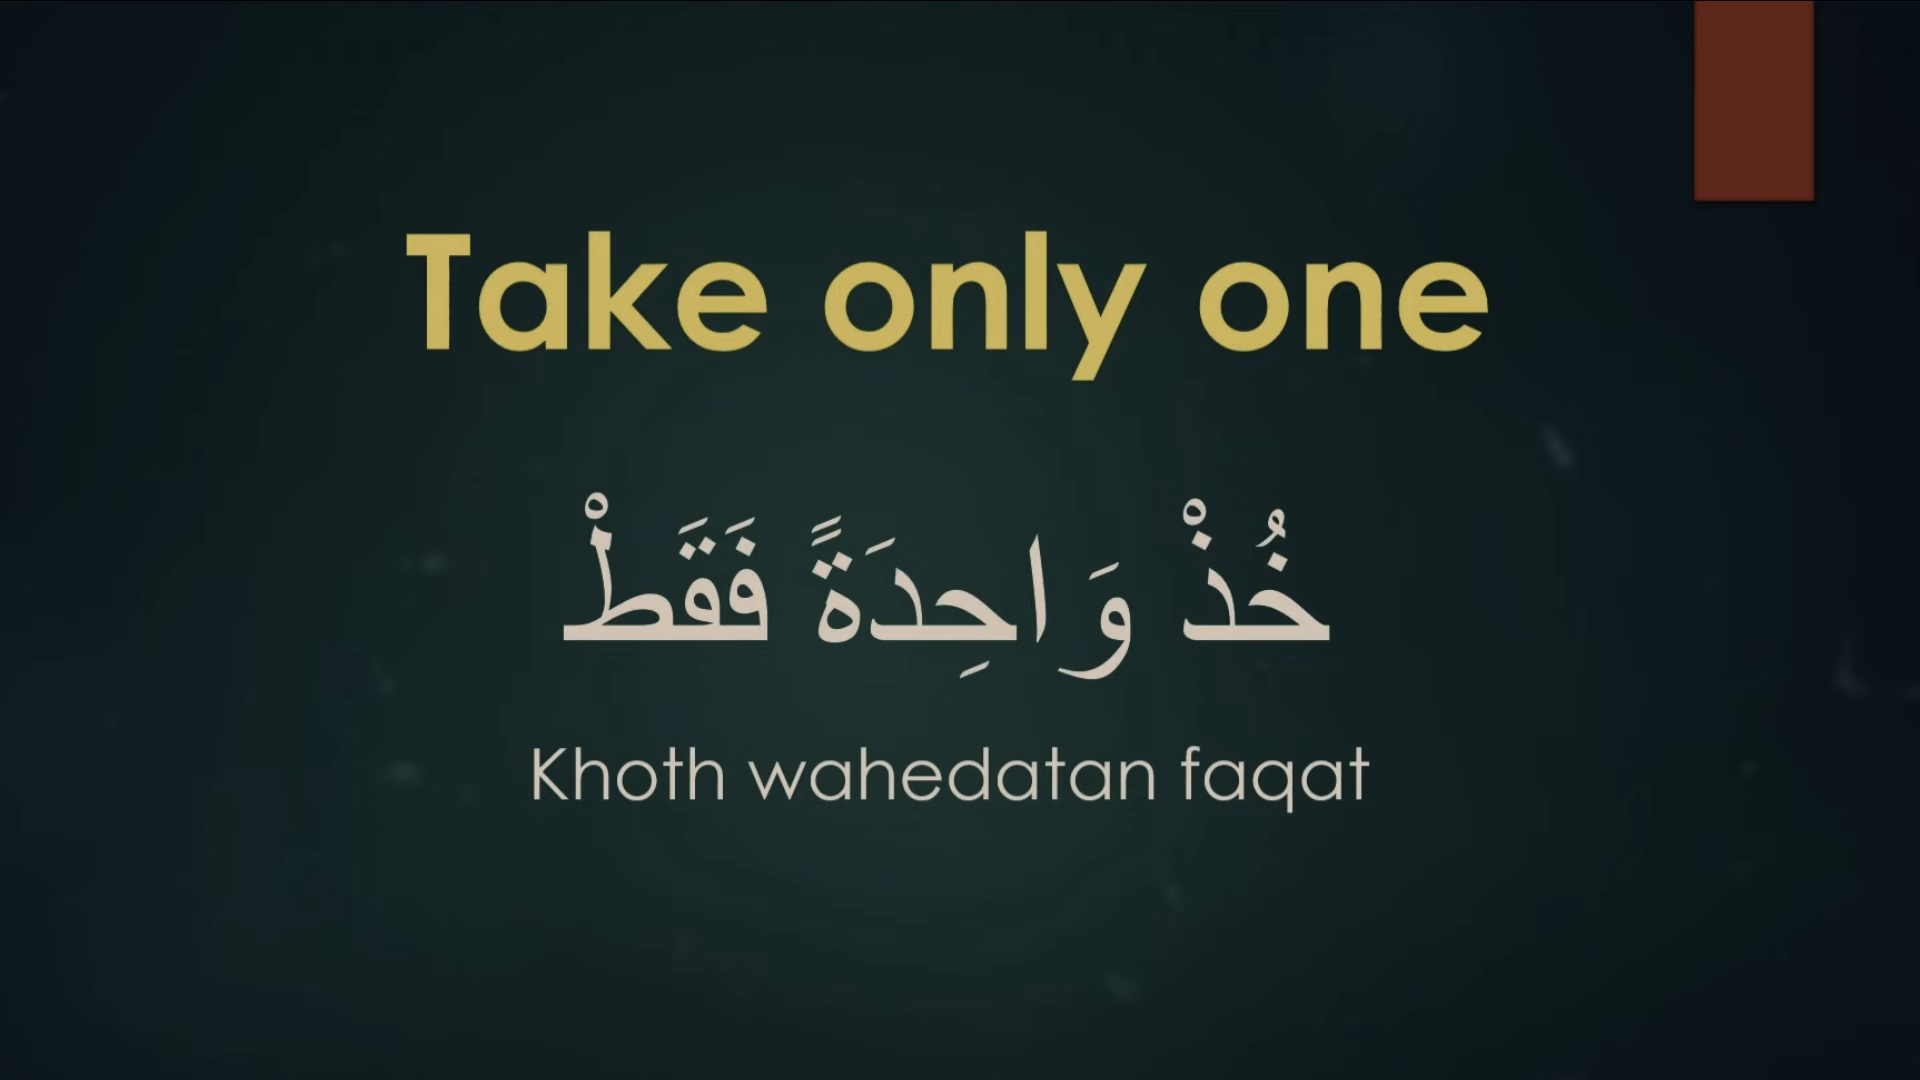 Take only one
خُذْ وَاحِدَةً فَقَطْ
Khoth wahedatan faqat